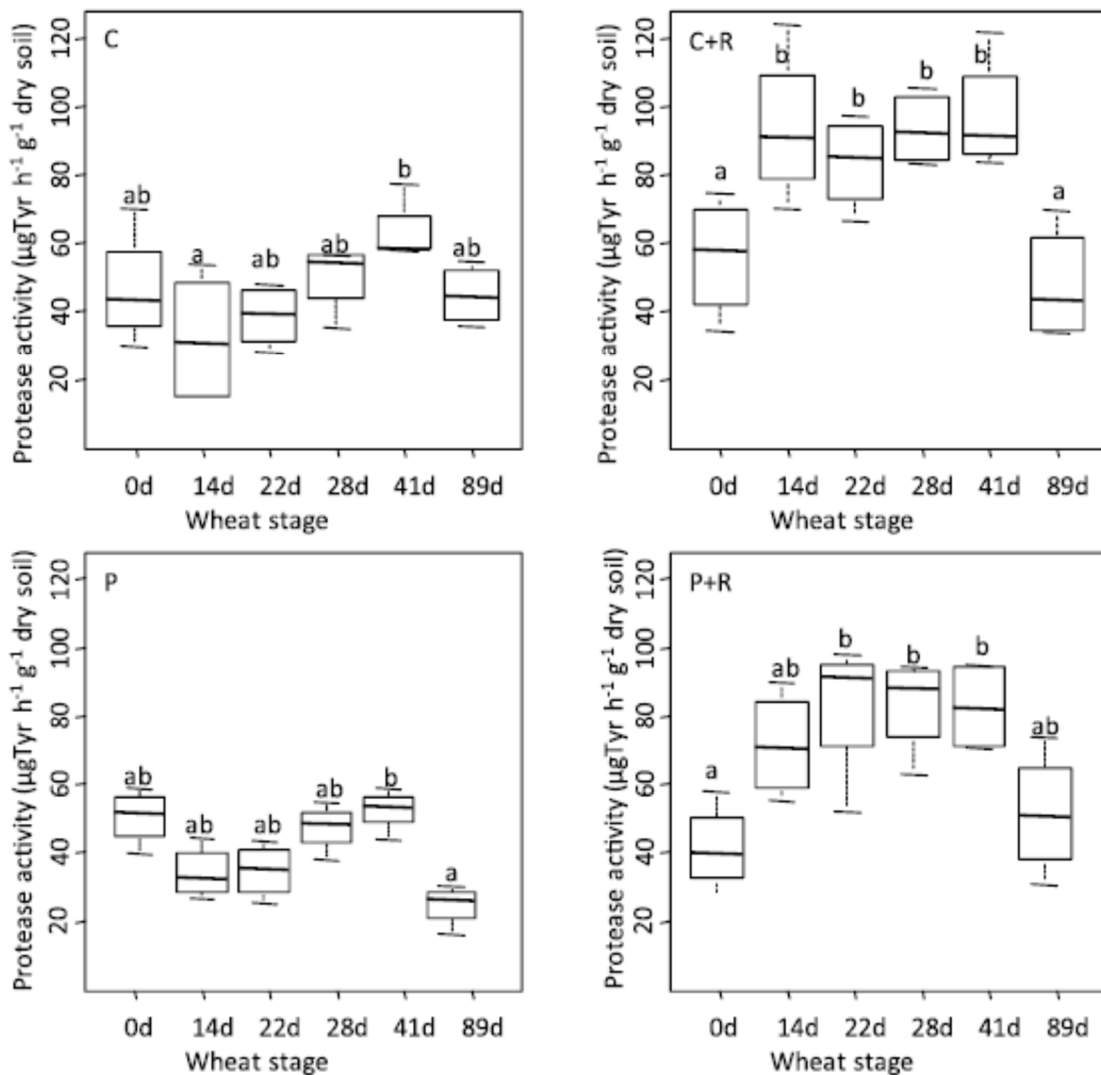 C
Protease activity (µgTyr h⁻¹ g⁻¹ dry soil)
120
100
80
60
40
20
ab
a
ab
ab
b
ab
0d 14d 22d 28d 41d 89d
Wheat stage
C+R
Protease activity (µgTyr h⁻¹ g⁻¹ dry soil)
120
100
80
60
40
20
a
b
b
b
b
a
0d 14d 22d 28d 41d 89d
Wheat stage
P
Protease activity (µgTyr h⁻¹ g⁻¹ dry soil)
120
100
80
60
40
20
ab
ab
ab
ab
b
a
0d 14d 22d 28d 41d 89d
Wheat stage
P+R
Protease activity (µgTyr h⁻¹ g⁻¹ dry soil)
120
100
80
60
40
20
a
ab
b
b
b
ab
0d 14d 22d 28d 41d 89d
Wheat stage